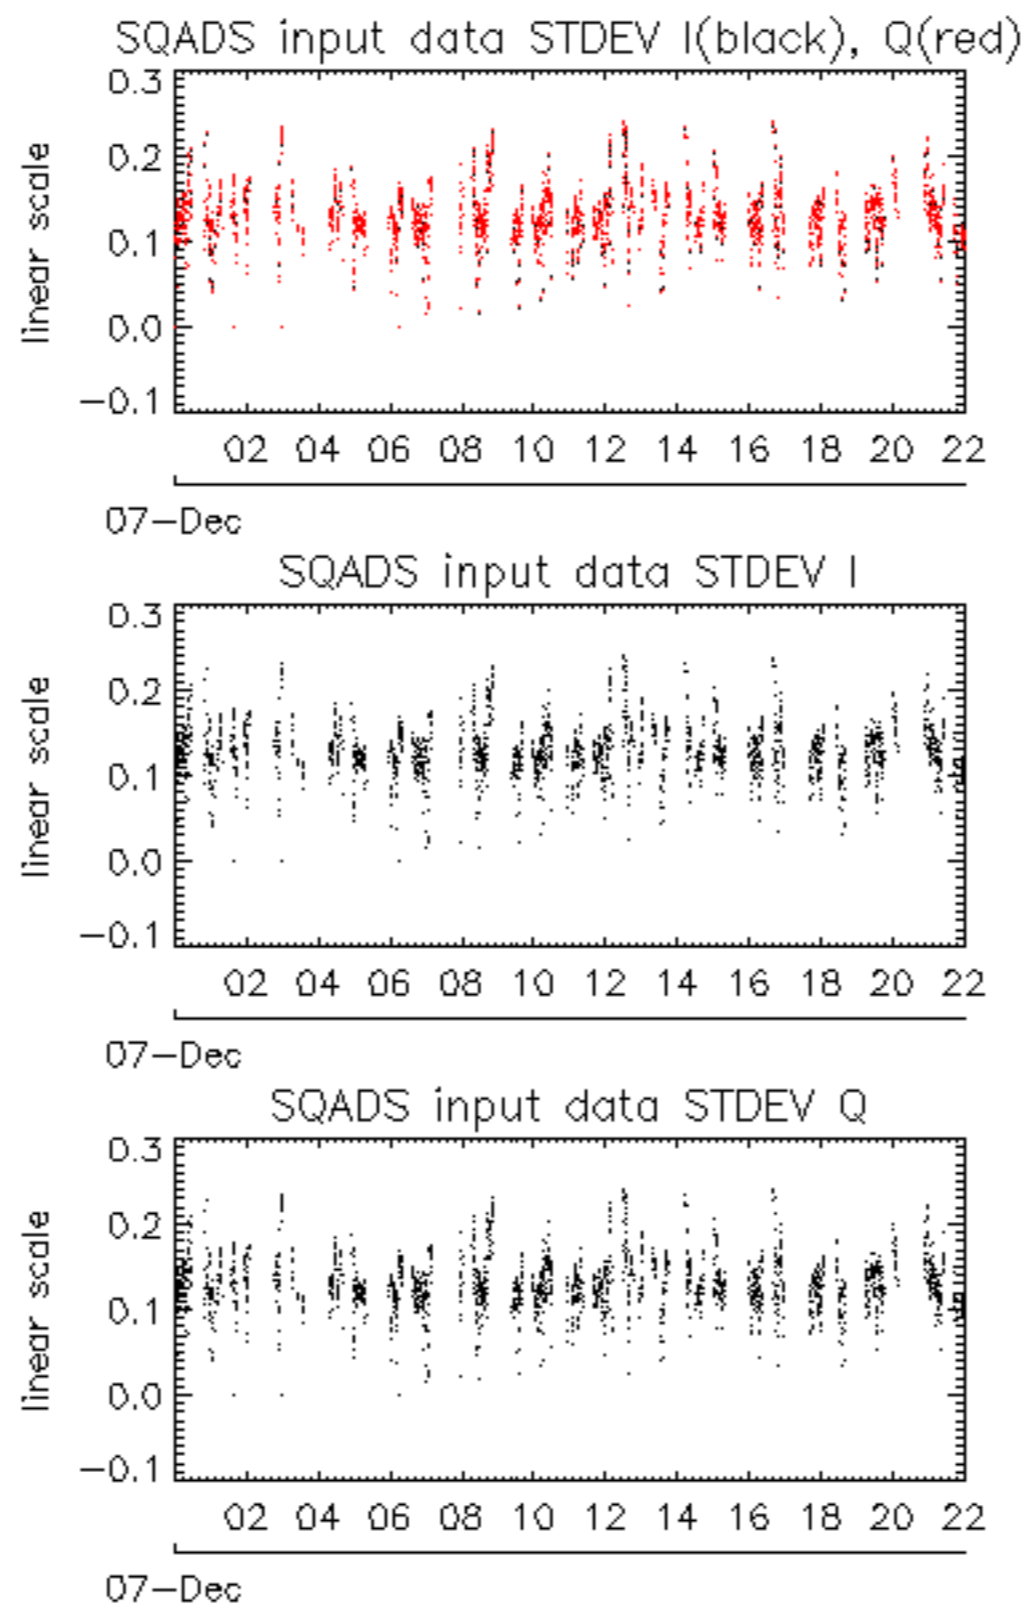 SQADS input data STDEV I(black), Q(red)
linear scale
0.3
0.2
0.1
0.0
-0.1
02 04 06 08 10 12 14 16 18 20 22
07-Dec
SQADS input data STDEV I
linear scale
0.3
0.2
0.1
0.0
-0.1
02 04 06 08 10 12 14 16 18 20 22
07-Dec
SQADS input data STDEV Q
linear scale
0.3
0.2
0.1
0.0
-0.1
02 04 06 08 10 12 14 16 18 20 22
07-Dec